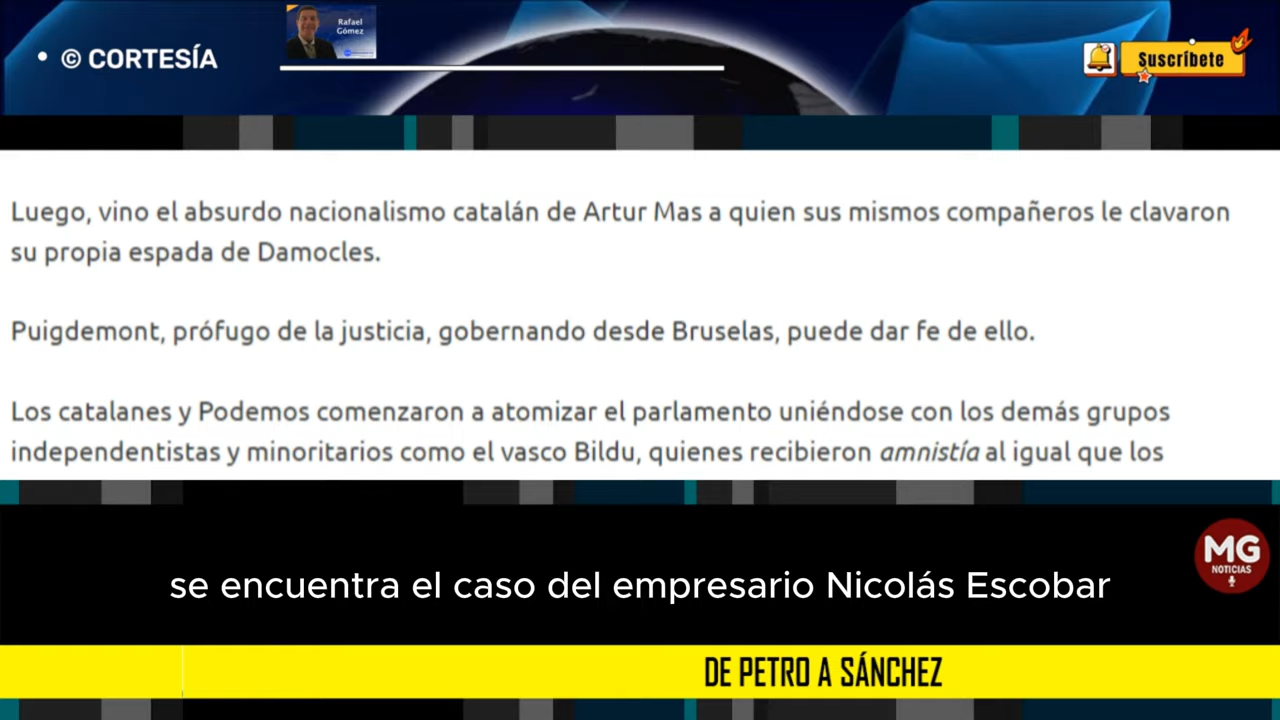 • © CORTESÍA
Rafael
Gómez
Suscríbete
Luego, vino el absurdo nacionalismo catalán de Artur Mas a quien sus mismos compañeros le clavaron
su propia espada de Damocles.
Puigdemont, prófugo de la justicia, gobernando desde Bruselas, puede dar fe de ello.
Los catalanes y Podemos comenzaron a atomizar el parlamento uniéndose con los demás grupos
independentistas y minoritarios como el vasco Bildu, quienes recibieron amnistía al igual que los
MG
NOTICIAS
se encuentra el caso del empresario Nicolás Escobar
DE PETRO A SÁNCHEZ